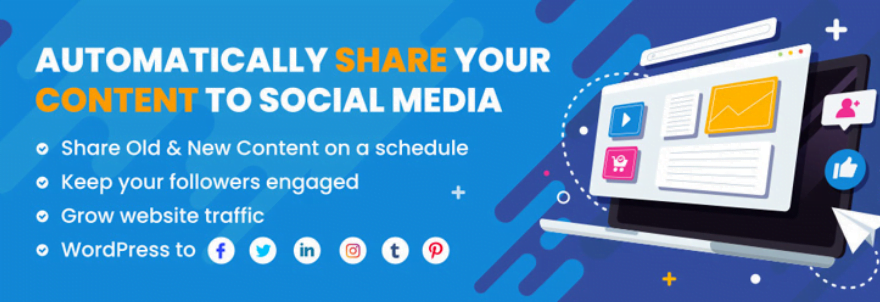 AUTOMATICALLY SHARE YOUR
CONTENT TO SOCIAL MEDIA
Share Old & New Content on a schedule
Keep your followers engaged
Grow website traffic
WordPress to